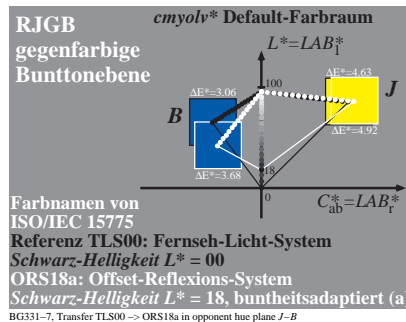 RJGB
gegenfarbige
Bunttonebene
cmyolv* Default-Farbraum
L*=LAB*l
100
ΔE*=3.06
ΔE*=4.63
B
J
ΔE*=3.68
ΔE*=4.92
18
0
C*ab=LAB*r
Farbnamen von
ISO/IEC 15775
Referenz TLS00: Fernseh-Licht-System
Schwarz-Helligkeit L* = 00
ORS18a: Offset-Reflexions-System
Schwarz-Helligkeit L* = 18, buntheitsadaptiert (a
BG331-7, Transfer TLS00 -> ORS18a in opponent hue plane J-B